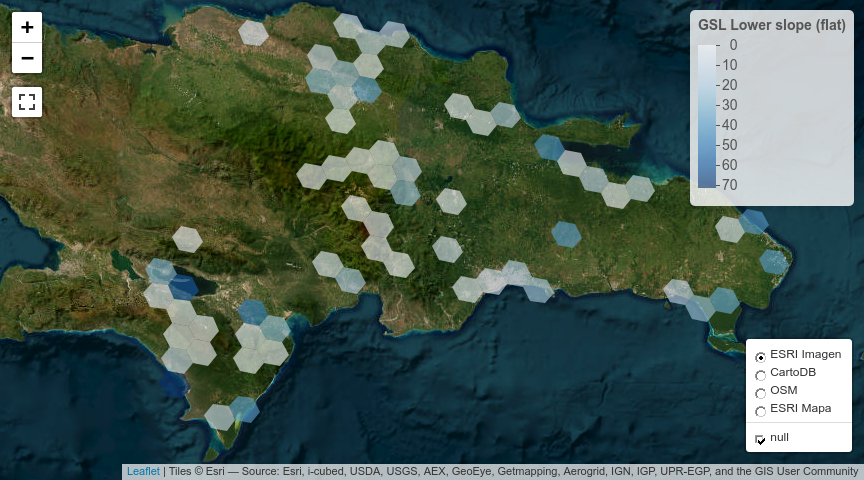 +
−
GSL Lower slope (flat)
0
10
20
30
40
50
60
70
ESRI Imagen
CartoDB
OSM
ESRI Mapa
null
Leaflet | Tiles © Esri — Source: Esri, i-cubed, USDA, USGS, AEX, GeoEye, Getmapping, Aerogrid, IGN, IGP, UPR-EGP, and the GIS User Community